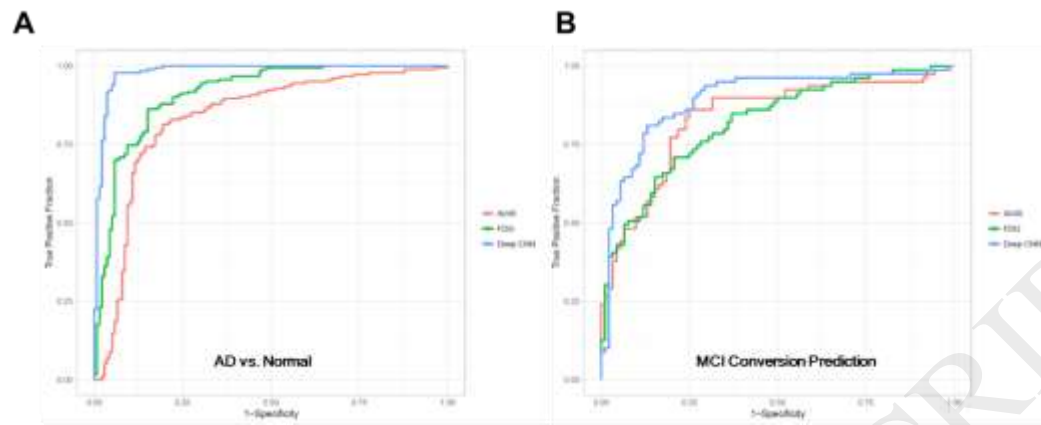 A
B
1.00
0.75
0.50
0.25
0.00
True Positive Fraction
0.00 0.25 0.50 0.75 1.00
1-Specificity
AD vs. Normal
FDG
Deep CNN
1.00
0.75
0.50
0.25
0.00
True Positive Fraction
0.00 0.25 0.50 0.75 1.00
1-Specificity
MCI Conversion Prediction
FDG
Deep CNN